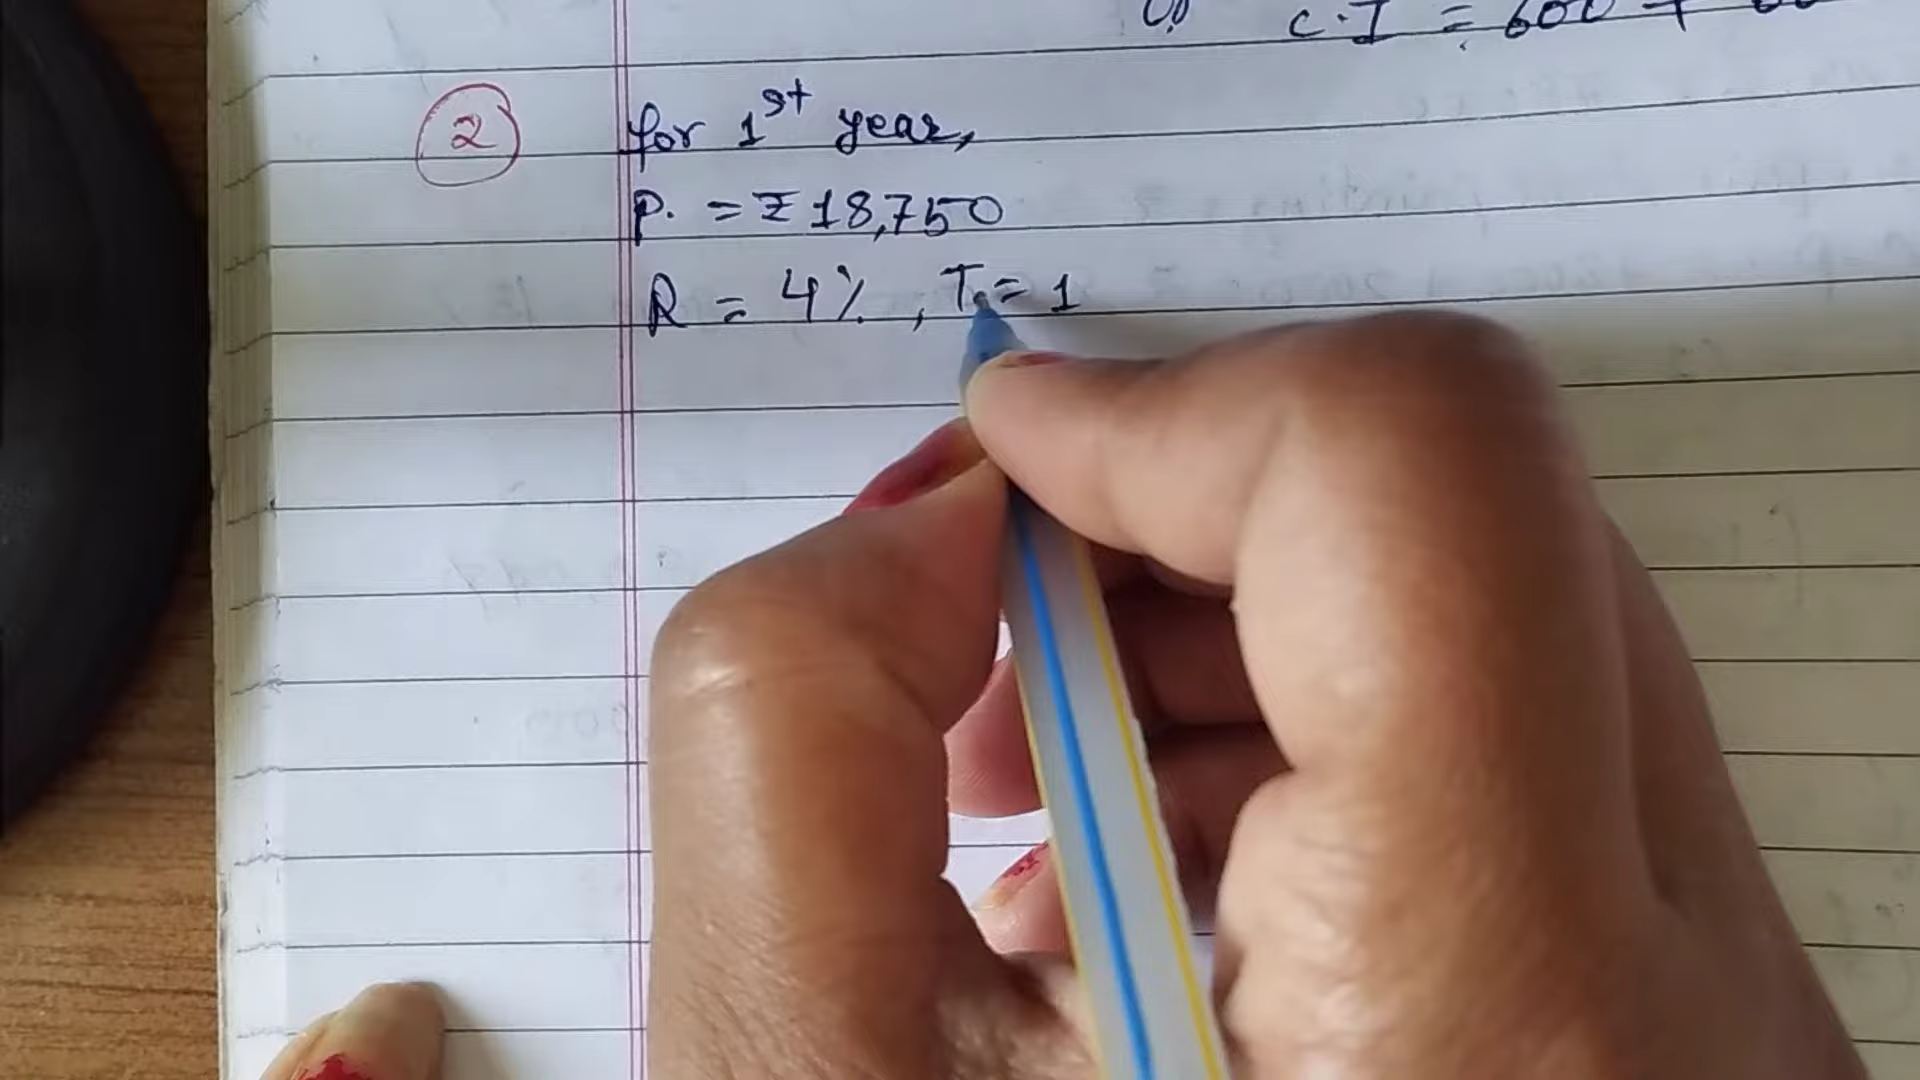 C.I = 600 +
2 for 1st year,
P. = ₹ 18,750
R = 4% , T. = 1